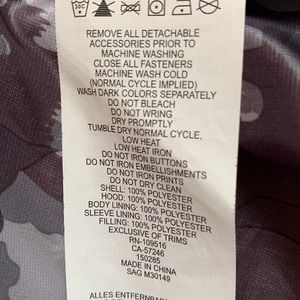 REMOVE ALL DETACHABLE
ACCESSORIES PRIOR TO
MACHINE WASHING
CLOSE ALL FASTENERS
MACHINE WASH COLD
(NORMAL CYCLE IMPLIED)
WASH DARK COLORS SEPARATELY
DO NOT BLEACH
DO NOT WRING
DRY PROMPTLY
TUMBLE DRY NORMAL CYCLE,
LOW HEAT
LOW HEAT IRON
DO NOT IRON BUTTONS
DO NOT IRON EMBELLISHMENTS
DO NOT IRON PRINTS
DO NOT DRY CLEAN
SHELL: 100% POLYESTER
HOOD: 100% POLYESTER
BODY LINING: 100% POLYESTER
SLEEVE LINING: 100% POLYESTER
FILLING: 100% POLYESTER
EXCLUSIVE OF TRIMS
RN-109516
CA-57246
150285
MADE IN CHINA
SAG M30149
ALLES ENTFERNBARE